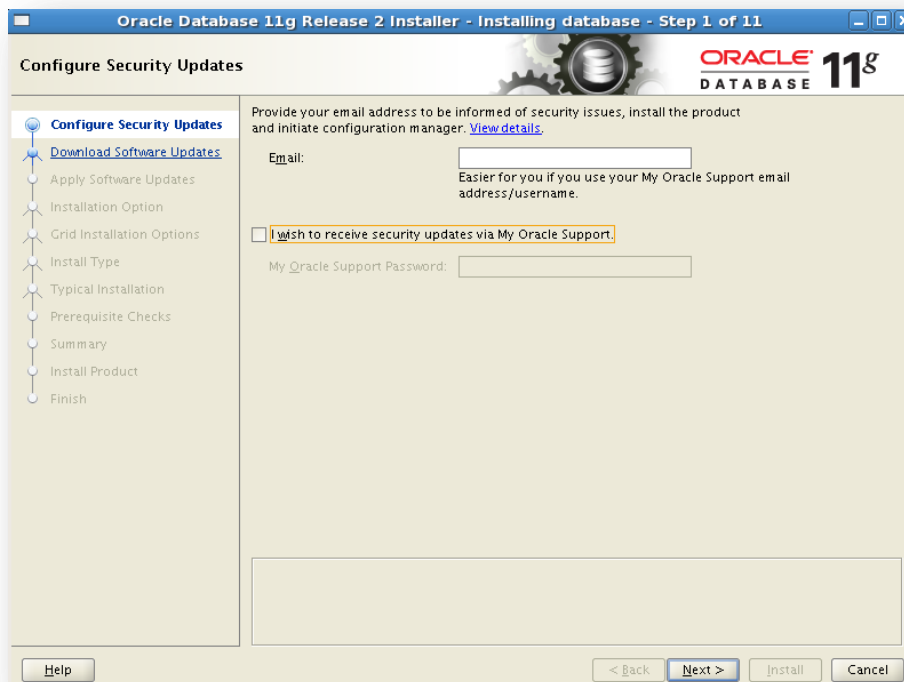 Oracle Database 11g Release 2 Installer - Installing database - Step 1 of 11
Configure Security Updates
ORACLE
DATABASE
11g
Configure Security Updates
Download Software Updates
Apply Software Updates
Installation Option
Grid Installation Options
Install Type
Typical Installation
Prerequisite Checks
Summary
Install Product
Finish
Provide your email address to be informed of security issues, install the product
and initiate configuration manager. View details.
Email:
Easier for you if you use your My Oracle Support email
address/username.
I wish to receive security updates via My Oracle Support.
My Oracle Support Password:
Help
< Back
Next >
Install
Cancel